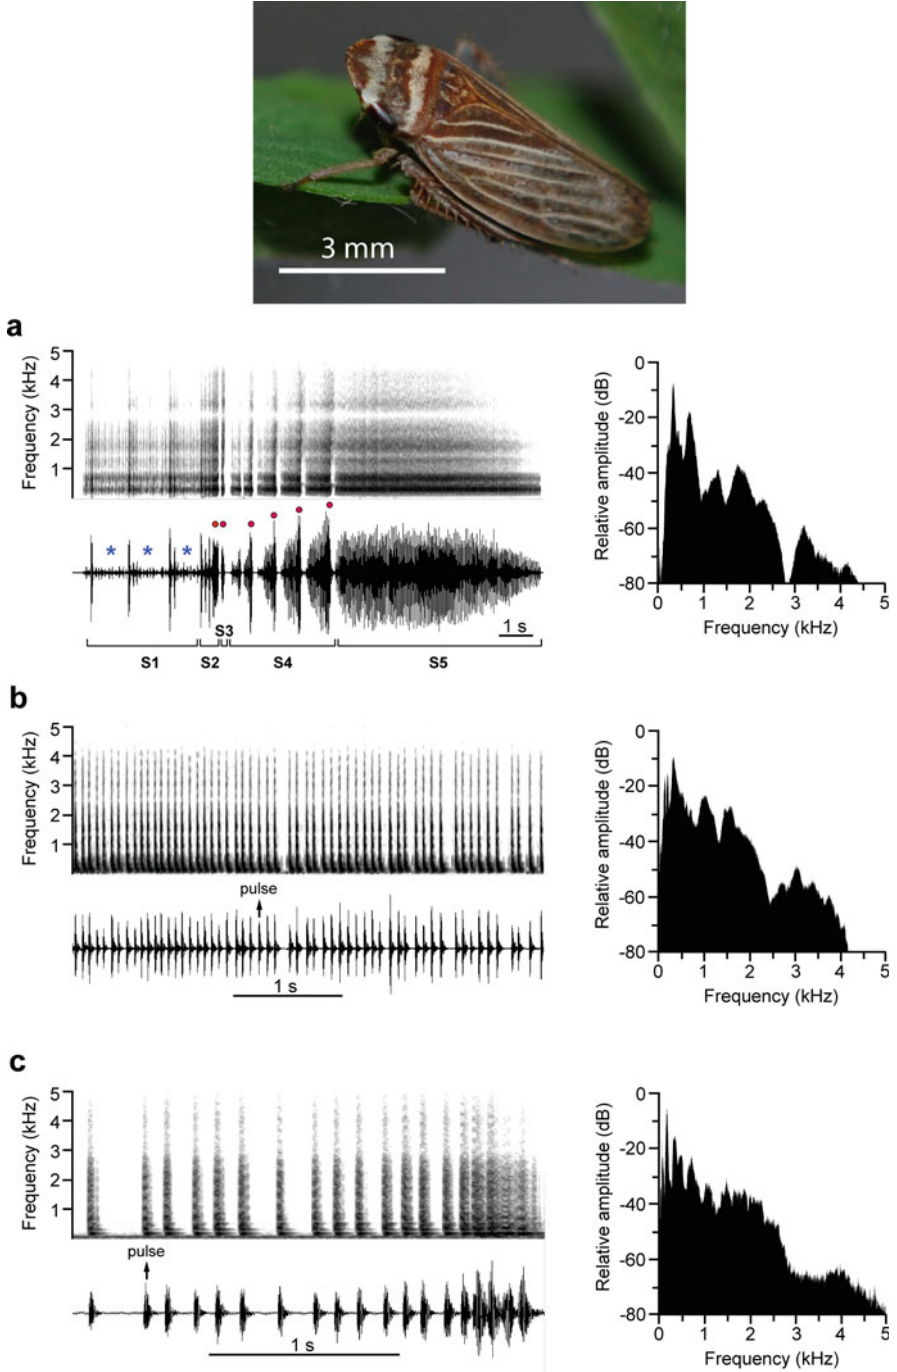 3 mm
a
Frequency (kHz)
5
4
3
2
1
* * *
S1 S2 S3 S4 S5
1 s
Relative amplitude (dB)
0
-20
-40
-60
-80
0 1 2 3 4 5
Frequency (kHz)
b
Frequency (kHz)
5
4
3
2
1
pulse
1 s
Relative amplitude (dB)
0
-20
-40
-60
-80
0 1 2 3 4 5
Frequency (kHz)
c
Frequency (kHz)
5
4
3
2
1
pulse
1 s
Relative amplitude (dB)
0
-20
-40
-60
-80
0 1 2 3 4 5
Frequency (kHz)